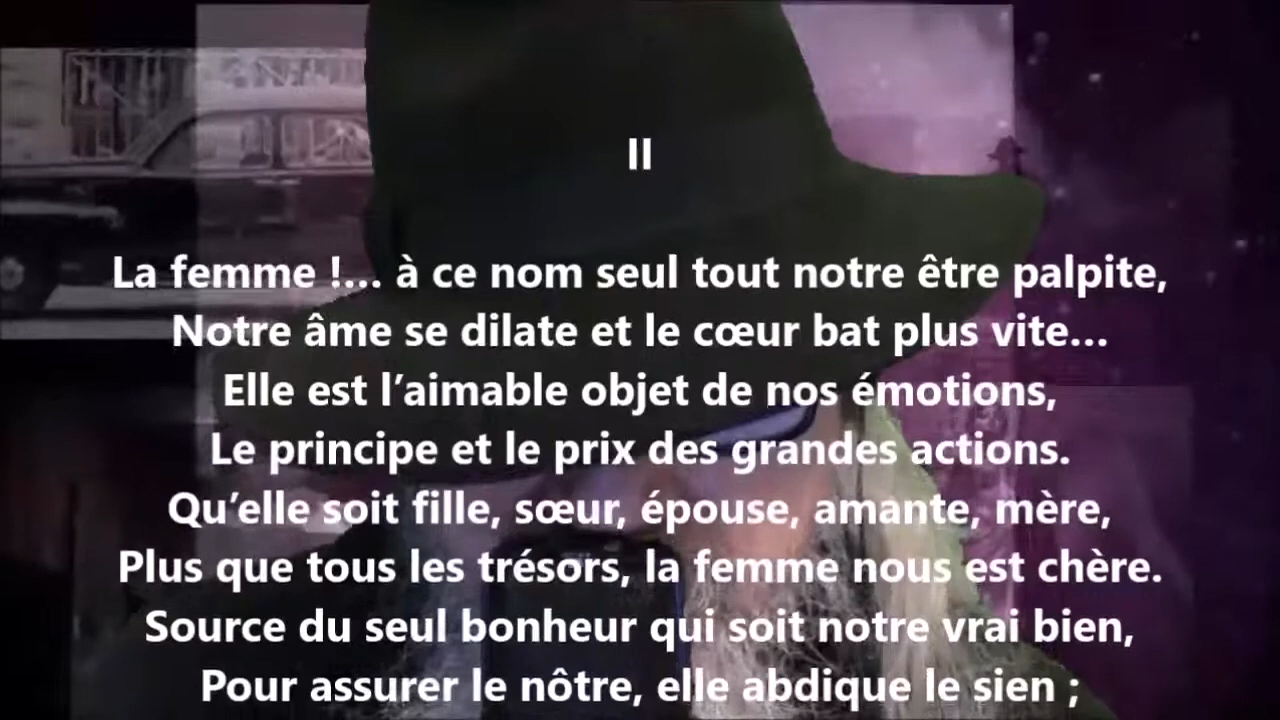 II
La femme !... à ce nom seul tout notre être palpite,
Notre âme se dilate et le cœur bat plus vite...
Elle est l’aimable objet de nos émotions,
Le principe et le prix des grandes actions.
Qu’elle soit fille, sœur, épouse, amante, mère,
Plus que tous les trésors, la femme nous est chère.
Source du seul bonheur qui soit notre vrai bien,
Pour assurer le nôtre, elle abdique le sien ;